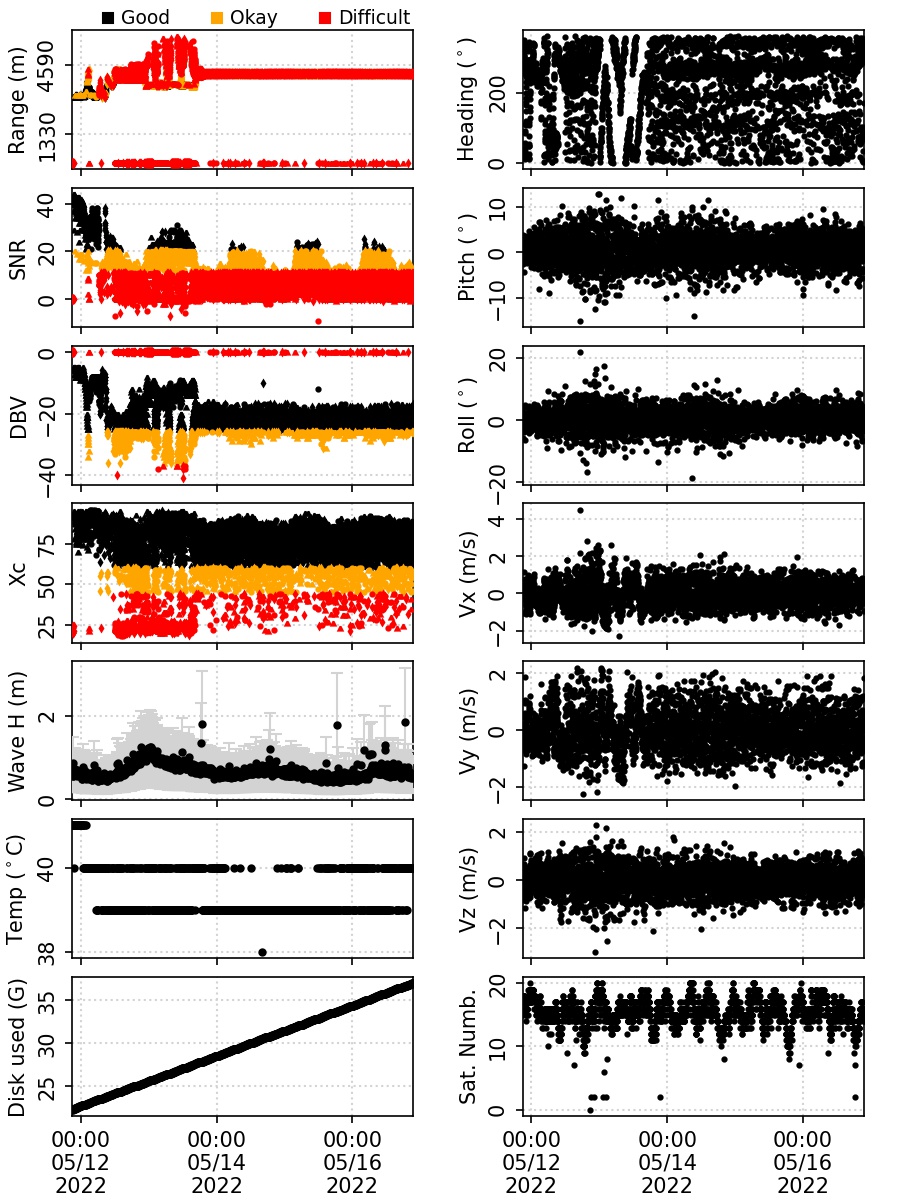 Good Okay Difficult
Range (m)
4590
1330
Heading (°)
200
0
SNR
40
20
0
Pitch (°)
10
0
−10
DBV
0
−20
−40
Roll (°)
20
0
−20
Xc
75
50
25
Vx (m/s)
4
2
0
−2
Wave H (m)
2
0
Vy (m/s)
2
0
−2
Temp (°C)
40
38
Vz (m/s)
2
0
−2
Disk used (G)
35
30
25
Sat. Numb.
20
10
0
00:00 00:00 00:00 00:00 00:00 00:00
05/12 05/14 05/16 05/12 05/14 05/16
2022 2022 2022 2022 2022 2022